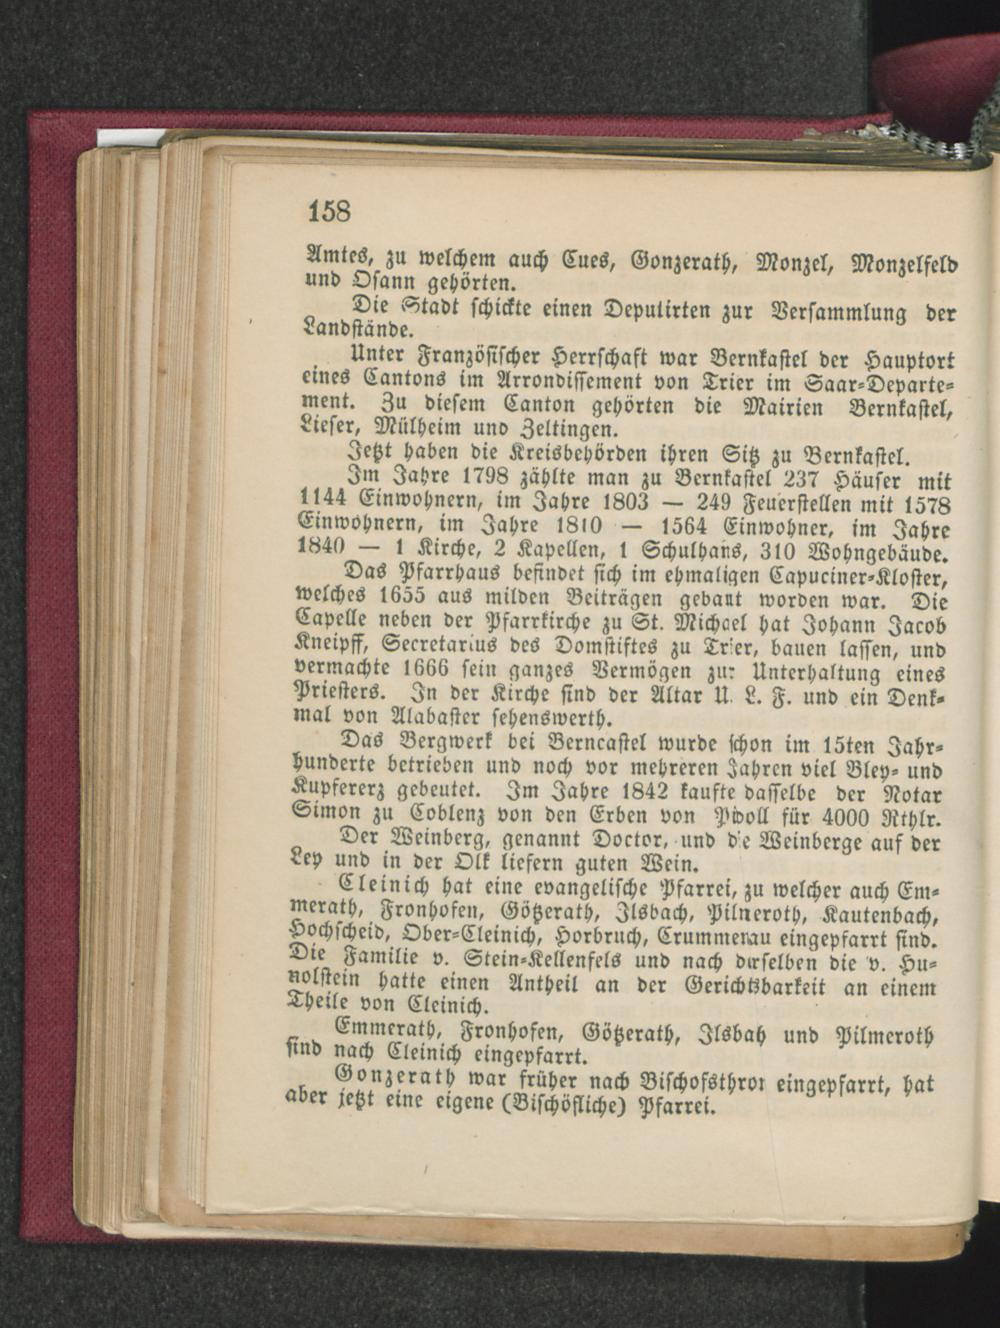 158
Amtes, zu welchem auch Cues, Gonzerath, Monzel, Monzelfeld
und Osann gehörten.
Die Stadt schickte einen Deputirten zur Versammlung der
Landstände.
Unter Französischer Herrschaft war Bernkastel der Hauptort
eines Cantons im Arrondissement von Trier im Saar-Departe-
ment. Zu diesem Canton gehörten die Mairien Bernkastel,
Lieser, Mülheim und Zeltingen.
Jetzt haben die Kreisbehörden ihren Sitz zu Bernkastel.
Im Jahre 1798 zählte man zu Bernkastel 237 Häuser mit
1144 Einwohnern, im Jahre 1803 — 249 Feuerstellen mit 1578
Einwohnern, im Jahre 1810 — 1564 Einwohner, im Jahre
1840 — 1 Kirche, 2 Kapellen, 1 Schulhaus, 310 Wohngebäude.
Das Pfarrhaus befindet sich im ehmaligen Capuciner-Kloster,
welches 1655 aus milden Beiträgen gebaut worden war. Die
Capelle neben der Pfarrkirche zu St. Michael hat Johann Jacob
Kneipff, Secretarius des Domstiftes zu Trier, bauen lassen, und
vermachte 1666 sein ganzes Vermögen zur Unterhaltung eines
Priesters. In der Kirche sind der Altar U. L. F. und ein Denk-
mal von Alabaster sehenswerth.
Das Bergwerk bei Berncastel wurde schon im 15ten Jahr-
hunderte betrieben und noch vor mehreren Jahren viel Bley- und
Kupfererz gebeutet. Im Jahre 1842 kaufte dasselbe der Notar
Simon zu Coblenz von den Erben von Pidoll für 4000 Rthlr.
Der Weinberg, genannt Doctor, und die Weinberge auf der
Ley und in der Olk liefern guten Wein.
Cleinich hat eine evangelische Pfarrei, zu welcher auch Em-
merath, Fronhofen, Götzerath, Ilsbach, Pilmeroth, Kautenbach,
Hochscheid, Ober-Cleinich, Horbruch, Crummenau eingepfarrt sind.
Die Familie v. Stein-Kellenfels und nach derselben die v. Hu-
nolstein hatte einen Antheil an der Gerichtsbarkeit an einem
Theile von Cleinich.
Emmerath, Fronhofen, Götzerath, Ilsbah und Pilmeroth
sind nach Cleinich eingepfarrt.
Gonzerath war früher nach Bischofsthron eingepfarrt, hat
aber jetzt eine eigene (Bischöfliche) Pfarrei.